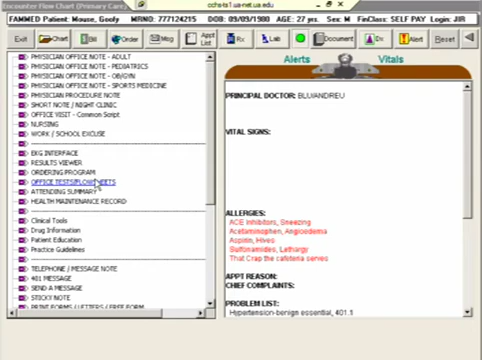 Encounter Flow Chart (Primary Care)
FAMMED Patient: Mouse, Goofy MRNO: 777124215 DOB: 09/09/1980 AGE: 27 yrs. Sex: M FinClass: SELF PAY Login: JIR
Exit Chart Bill Order Msg Appt List Rx Lab Document Dx Alert Reset
PHYSICIAN OFFICE NOTE - ADULT
PHYSICIAN OFFICE NOTE - PEDIATRICS
PHYSICIAN OFFICE NOTE - OB/GYN
PHYSICIAN OFFICE NOTE - SPORTS MEDICINE
PHYSICIAN PROCEDURE NOTE
SHORT NOTE / NIGHT CLINIC
OFFICE VISIT - Common Script
NURSING
WORK / SCHOOL EXCUSE
EKG INTERFACE
RESULTS VIEWER
ORDERING PROGRAM
OFFICE TESTS/FLOWSHEETS
ATTENDING SUMMARY
HEALTH MAINTENANCE RECORD
Clinical Tools
Drug Information
Patient Education
Practice Guidelines
TELEPHONE / MESSAGE NOTE
401 MESSAGE
SEND A MESSAGE
STICKY NOTE
PRINT FORMS / LETTERS / FREE FORM
Alerts Vitals
PRINCIPAL DOCTOR:
VITAL SIGNS:
ALLERGIES:
ACE Inhibitors, Sneezing
Acetaminophen, Angioedema
Aspirin, Hives
Sulfonamides, Lethargy
That Crap the cafeteria serves
APPT REASON:
CHIEF COMPLAINTS:
PROBLEM LIST:
Hypertension-benign essential, 401.1